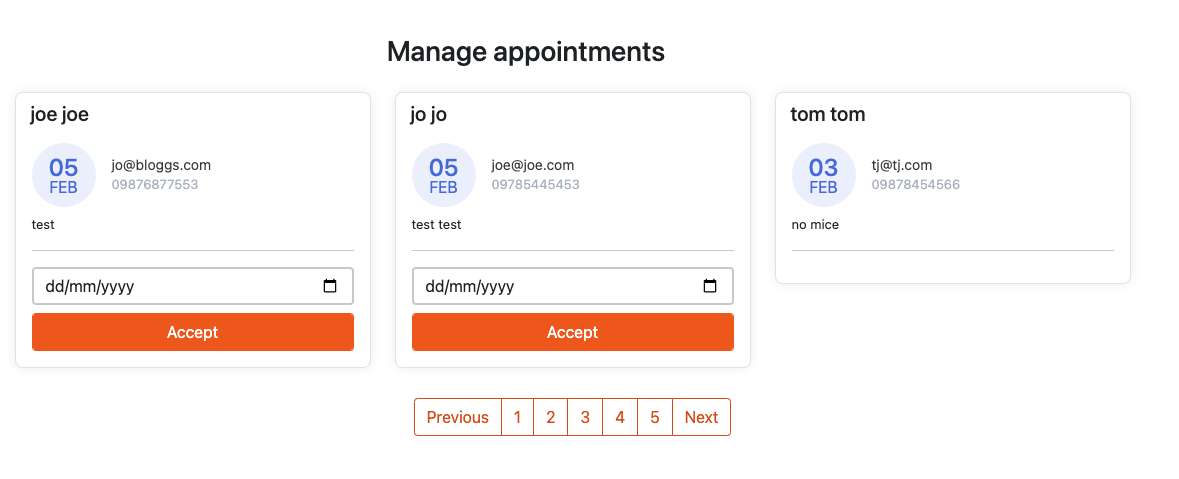 Manage appointments
joe joe
05
FEB
jo@bloggs.com
09876877553
test
dd/mm/yyyy
Accept
jo jo
05
FEB
joe@joe.com
09785445453
test test
dd/mm/yyyy
Accept
tom tom
03
FEB
tj@tj.com
09878454566
no mice
Previous 1 2 3 4 5 Next